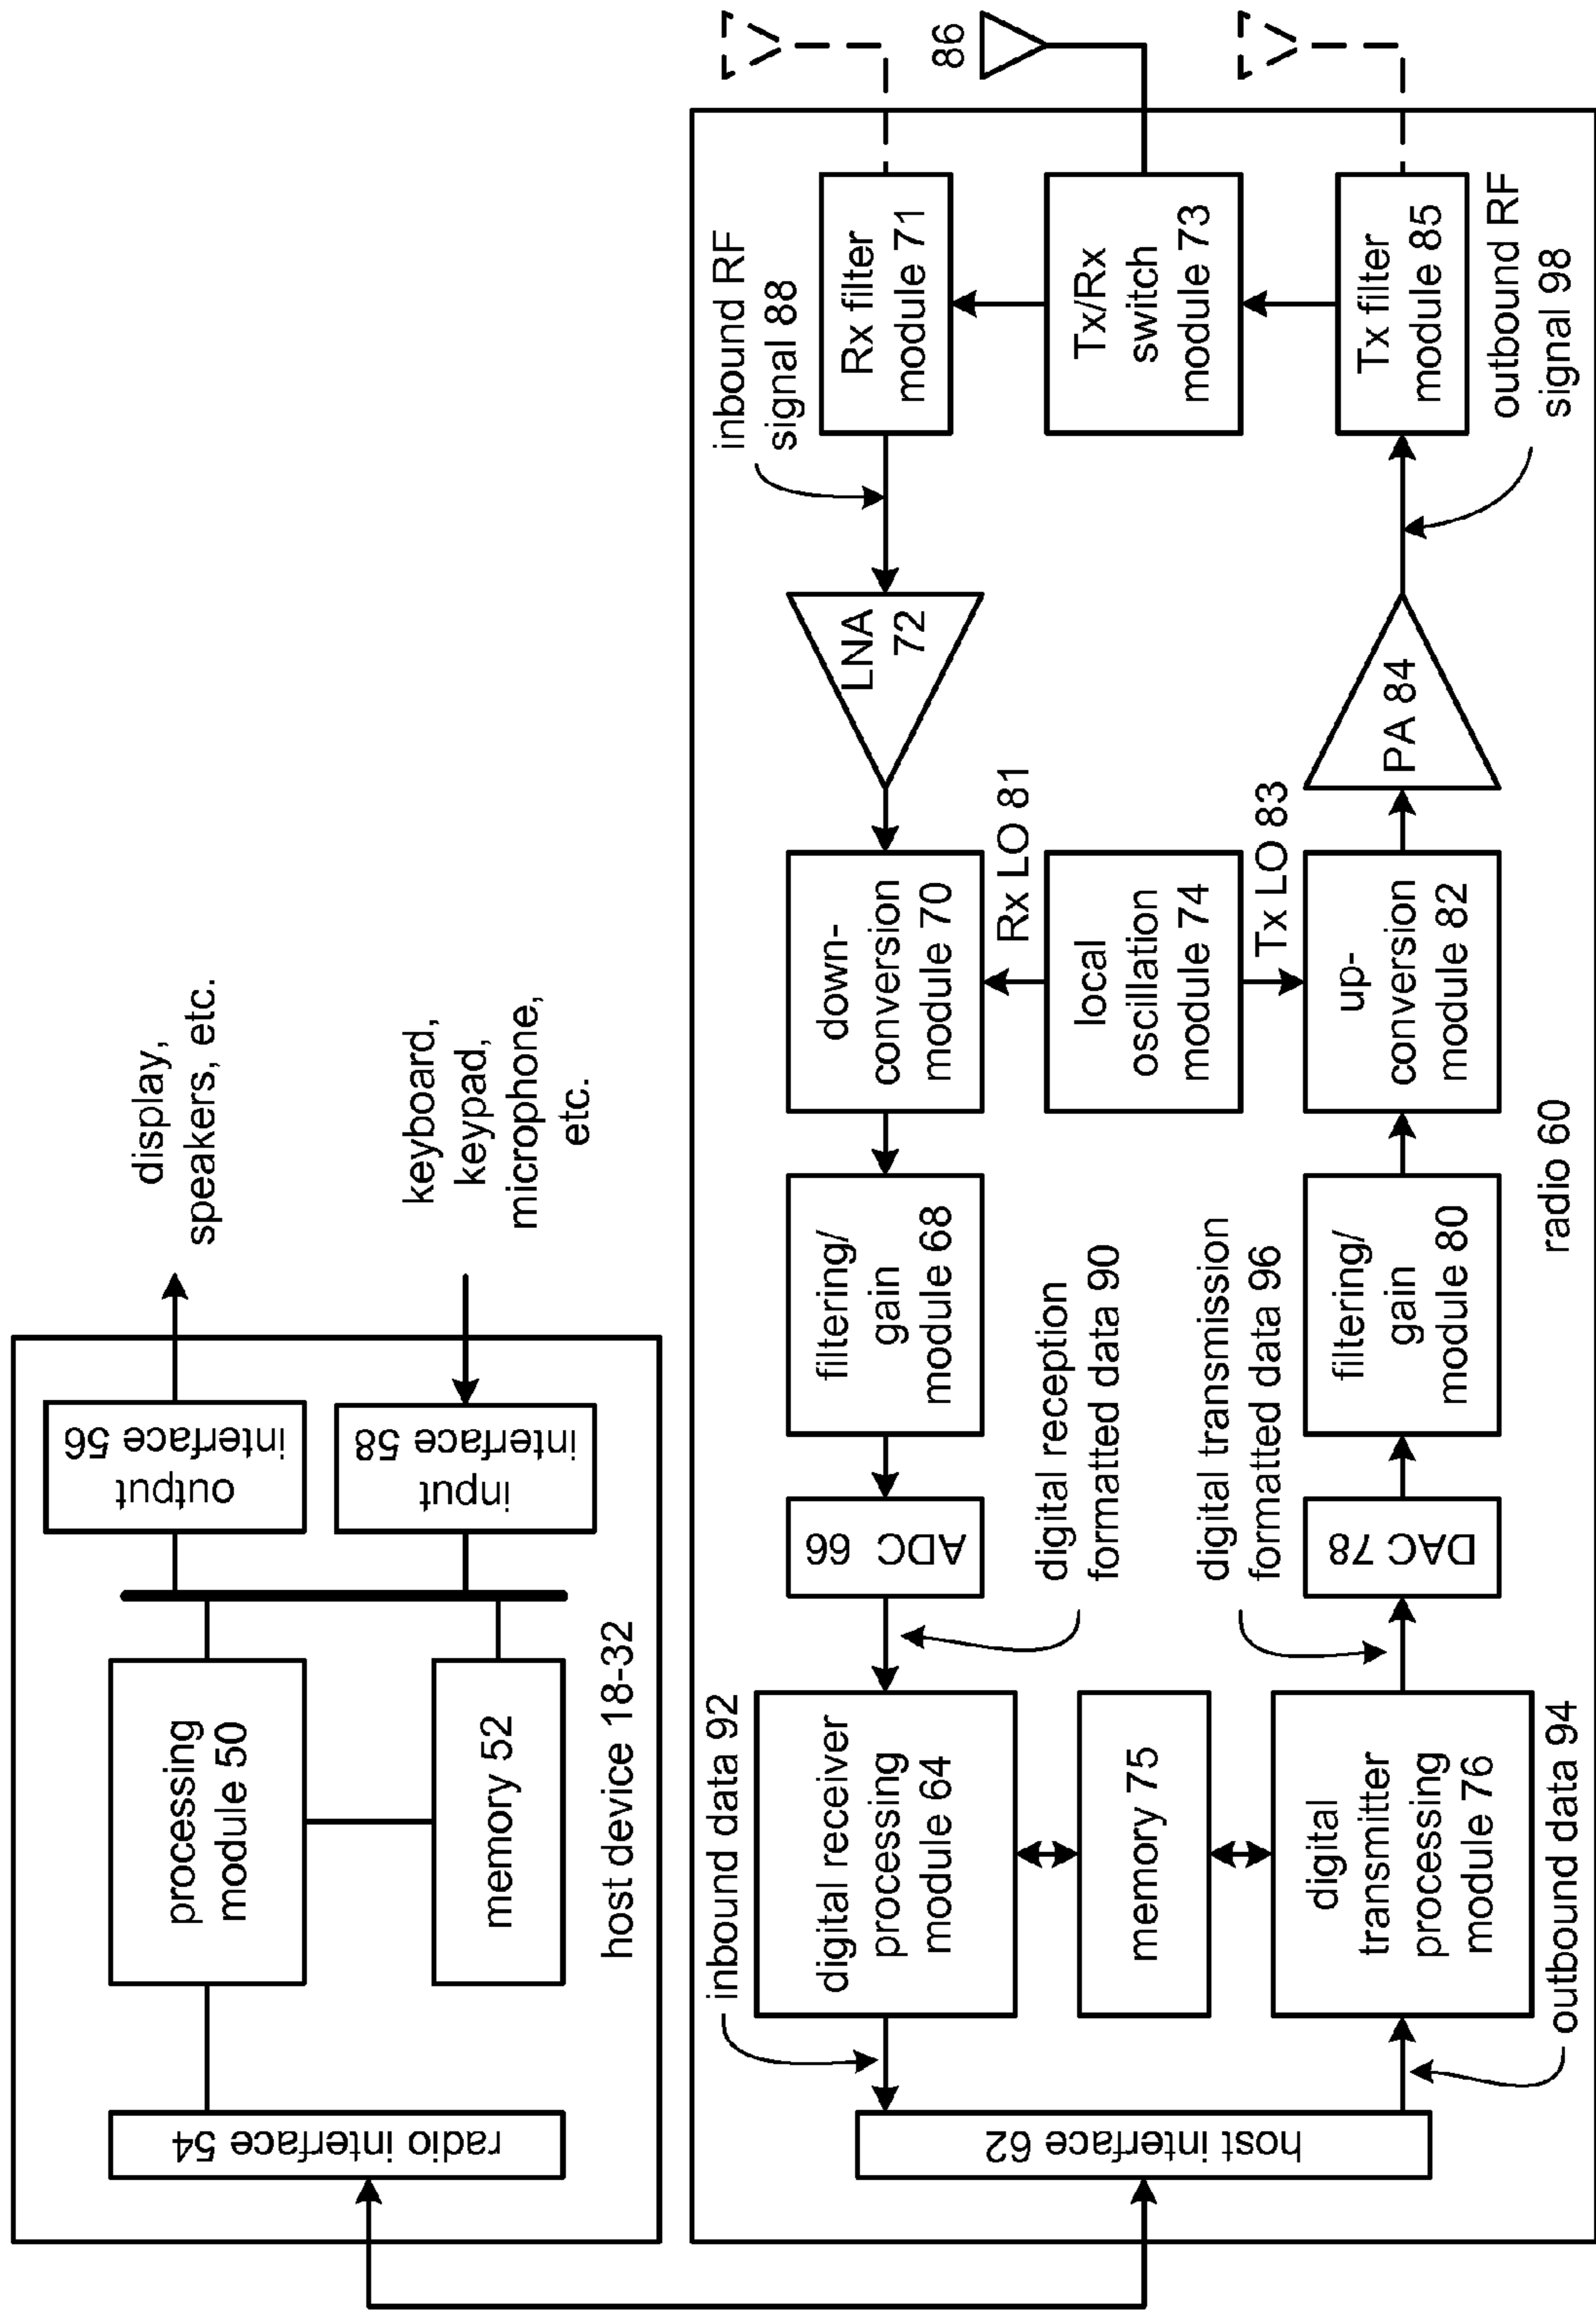 radio interface 54
processing
module 50
memory 52
output
interface 56
input
interface 58
display,
speakers, etc.
keyboard,
keypad,
microphone,
etc.
host device 18-32
host interface 62
inbound data 92
digital receiver
processing
module 64
memory 75
digital
transmitter
processing
module 76
outbound data 94
ADC 66
digital reception
formatted data 90
digital transmission
formatted data 96
DAC 78
filtering/
gain
module 68
filtering/
gain
module 80
down-
conversion
module 70
Rx LO 81
local
oscillation
module 74
Tx LO 83
up-
conversion
module 82
radio 60
LNA
72
PA 84
inbound RF
signal 88
Rx filter
module 71
Tx/Rx
switch
module 73
Tx filter
module 85
outbound RF
signal 98
86